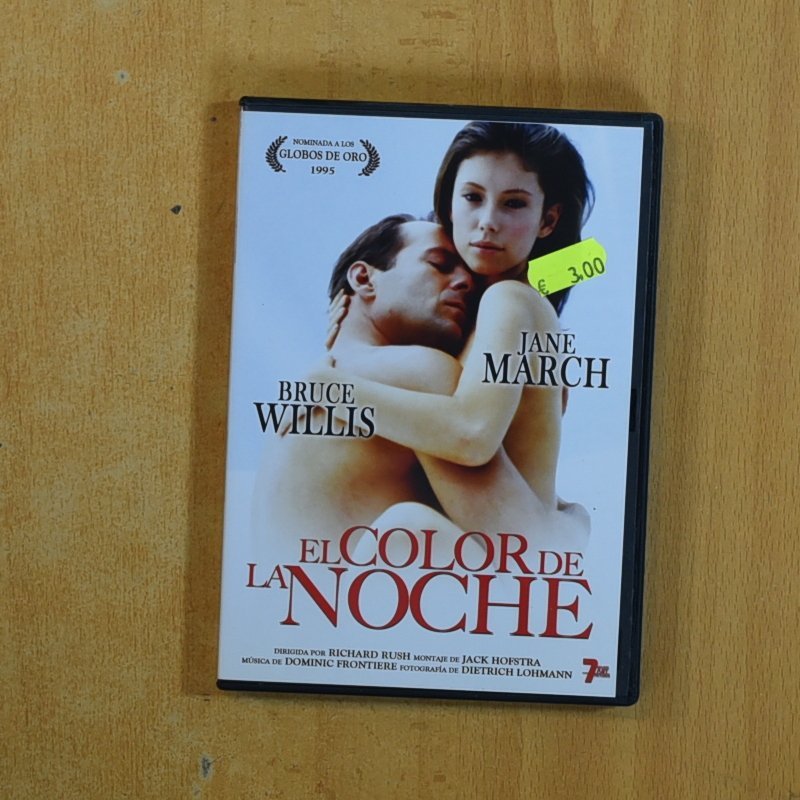 NOMINADA A LOS
GLOBOS DE ORO
1995
€ 3.00
JANE
MARCH
BRUCE
WILLIS
EL COLOR DE
LA NOCHE
DIRIGIDA POR RICHARD RUSH MONTAJE DE JACK HOFSTRA
MÚSICA DE DOMINIC FRONTIERE FOTOGRAFÍA DE DIETRICH LOHMANN
7